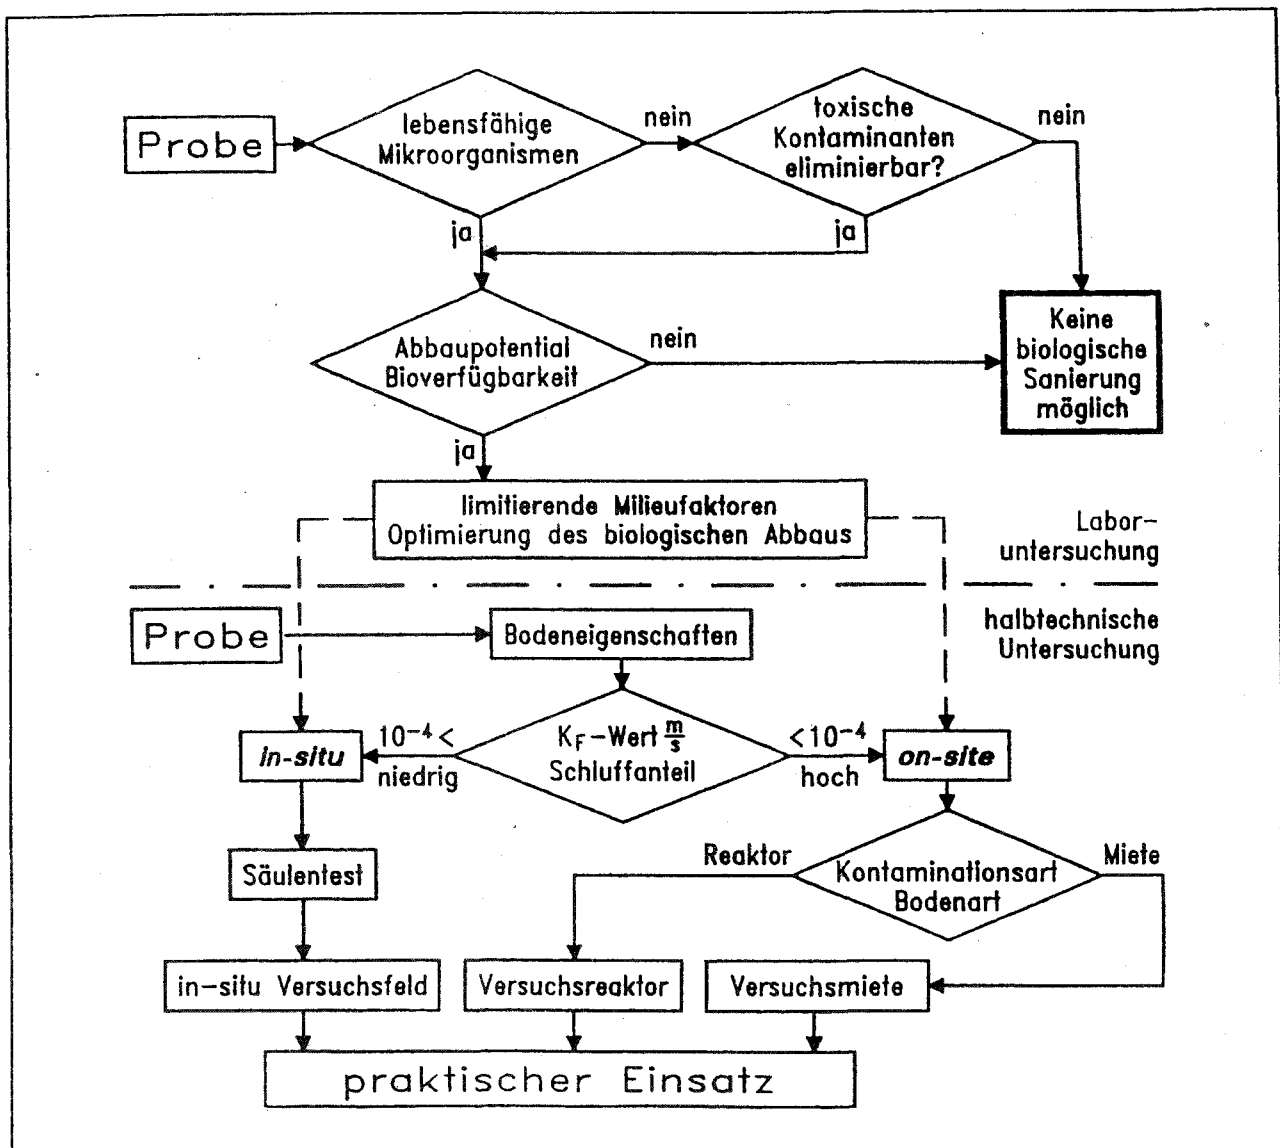 Probe
lebensfähige
Mikroorganismen
nein
toxische
Kontaminanten
eliminierbar?
nein
ja
ja
Abbaupotential
Bioverfügbarkeit
nein
Keine
biologische
Sanierung
möglich
ja
limitierende Milieufaktoren
Optimierung des biologischen Abbaus
Labor-
untersuchung
halbtechnische
Untersuchung
Probe
Bodeneigenschaften
in-situ
10⁻⁴ <
niedrig
K_F-Wert m/s
Schluffanteil
<10⁻⁴
hoch
on-site
Säulentest
Reaktor
Kontaminationsart
Bodenart
Miete
in-situ Versuchsfeld
Versuchsreaktor
Versuchsmiete
praktischer Einsatz